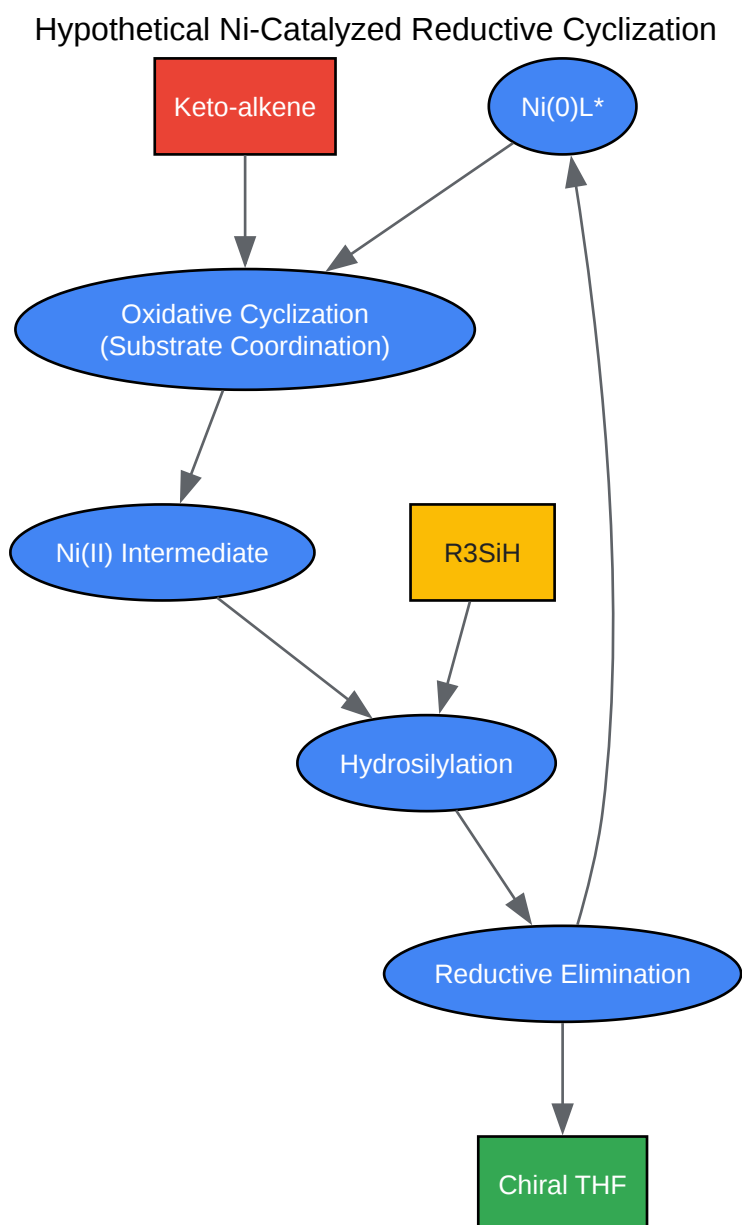 Hypothetical Ni-Catalyzed Reductive Cyclization
Keto-alkene
Ni(0)L*
Oxidative Cyclization
(Substrate Coordination)
Ni(II) Intermediate
R3SiH
Hydrosilylation
Reductive Elimination
Chiral THF